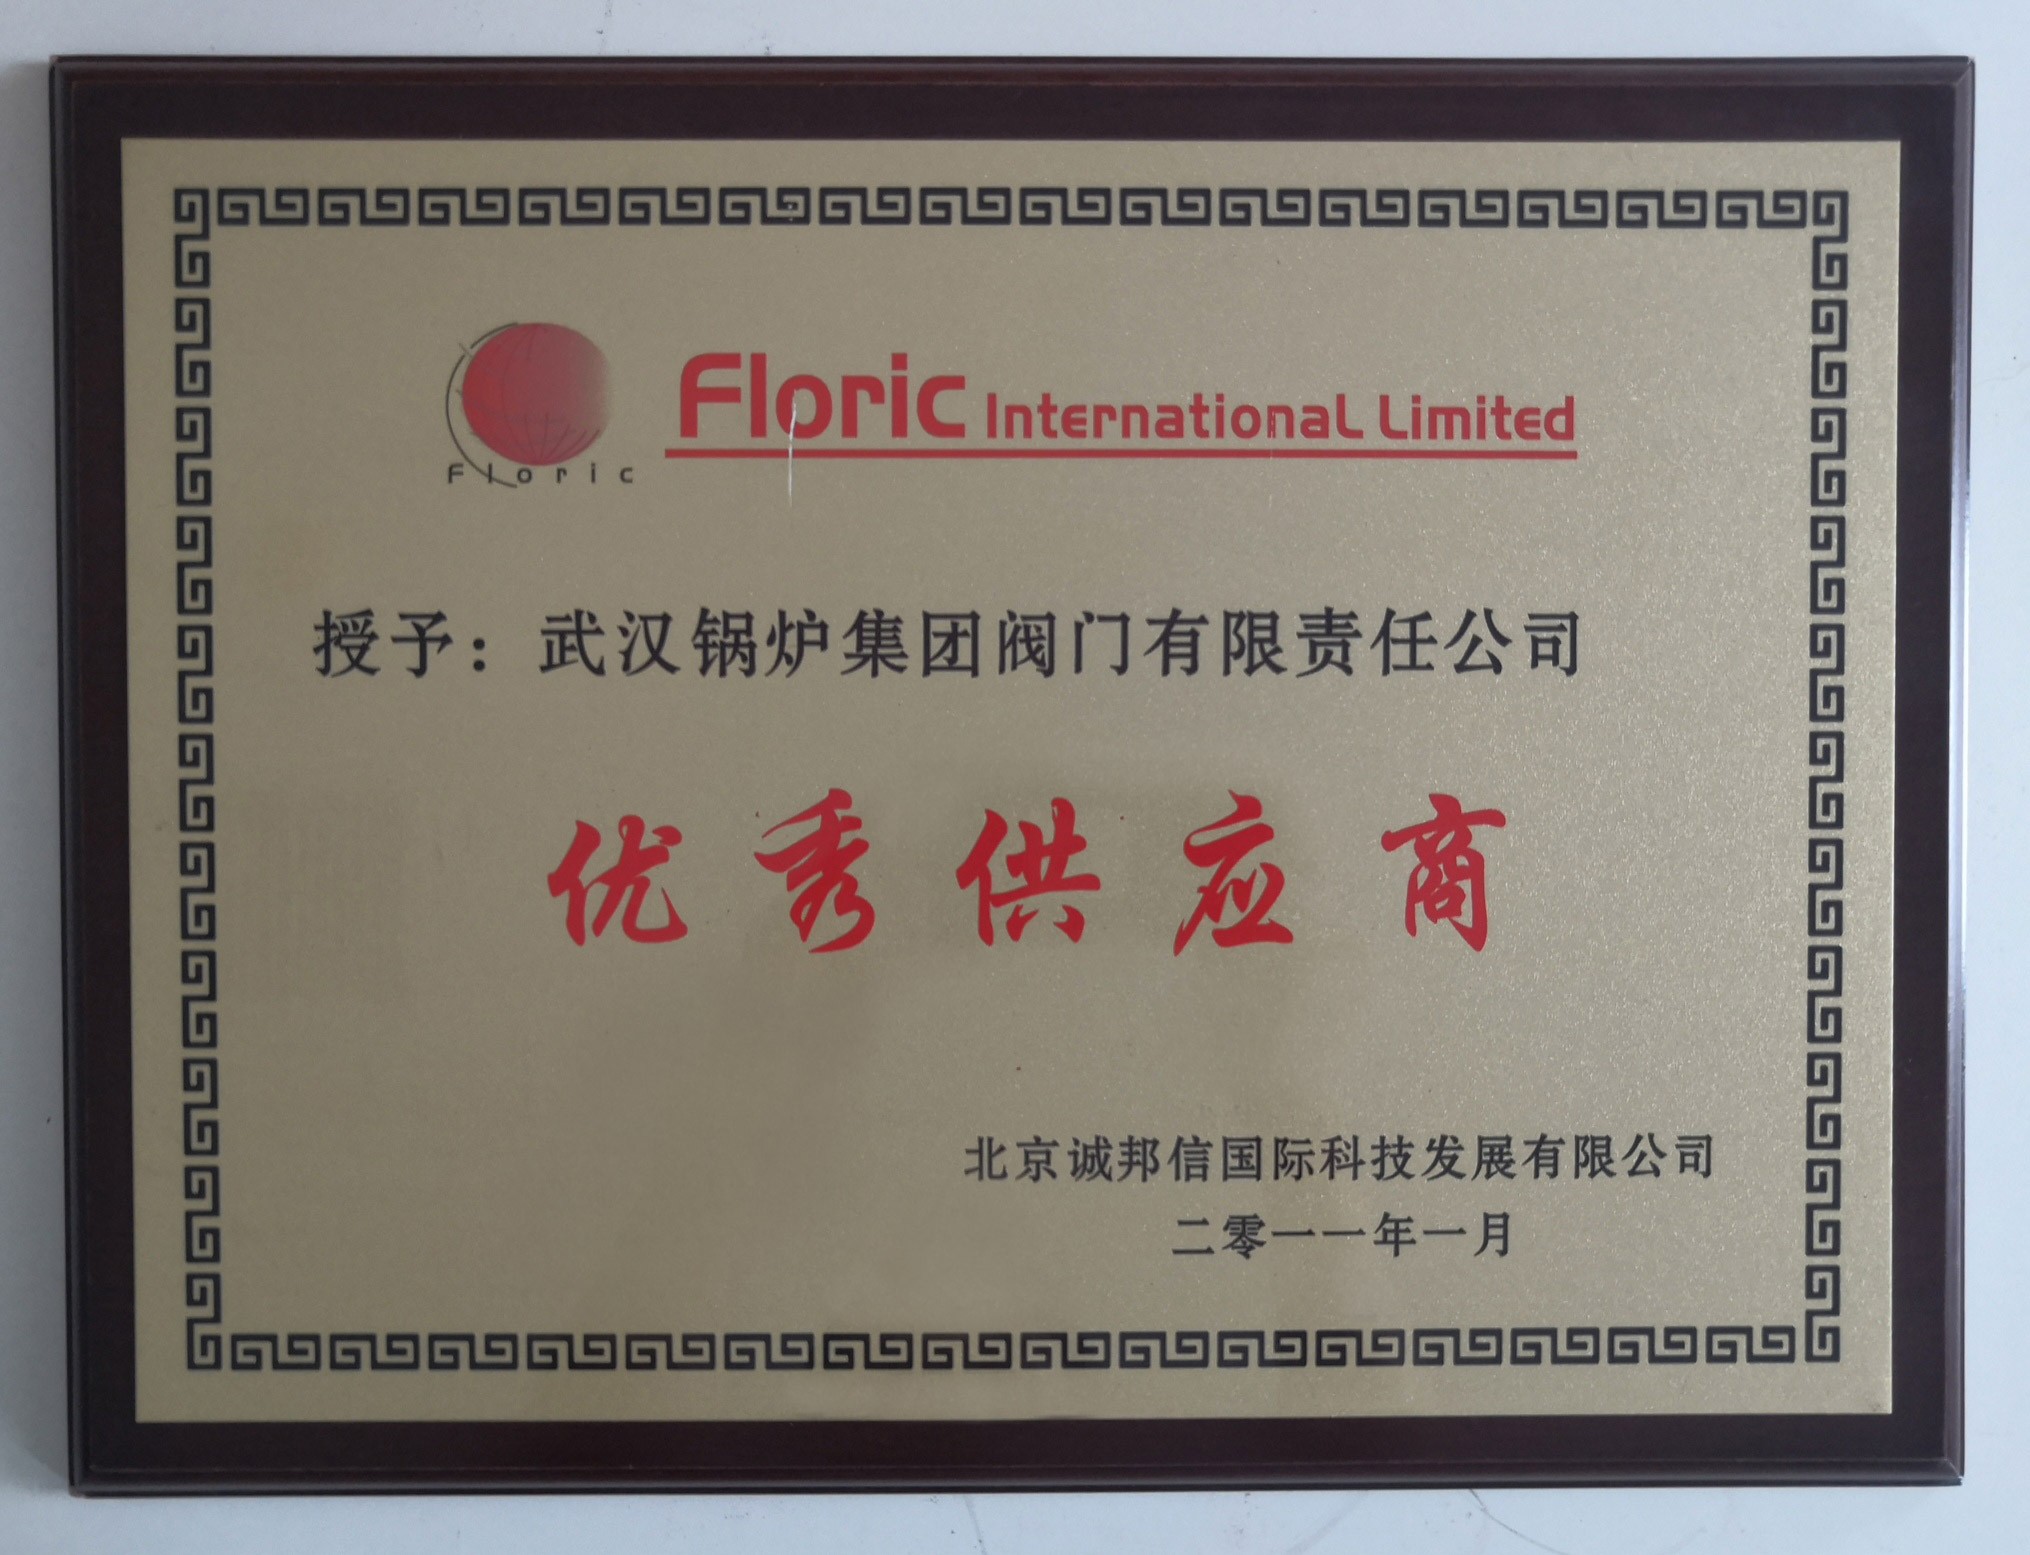 Floric
Floric International Limited
授予：武汉锅炉集团阀门有限责任公司
优秀供应商
北京诚邦信国际科技发展有限公司
二零一一年一月